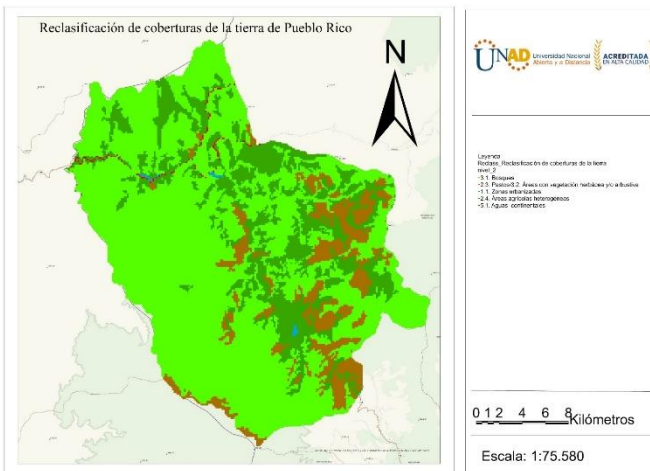 Reclasificación de coberturas de la tierra de Pueblo Rico
N
UNAD Universidad Nacional Abierta y a Distancia
ACREDITADA EN ALTA CALIDAD
Leyenda
Reclass_Reclasificación de coberturas de la tierra
nivel_2
-3.1. Bosques
-2.3. Pastos-3.2. Áreas con vegetación herbácea y/o arbustiva
-1.1. Zonas urbanizadas
-2.4. Áreas agrícolas heterogéneas
-5.1. Aguas continentales
0 1 2 4 6 8 Kilómetros
Escala: 1:75.580